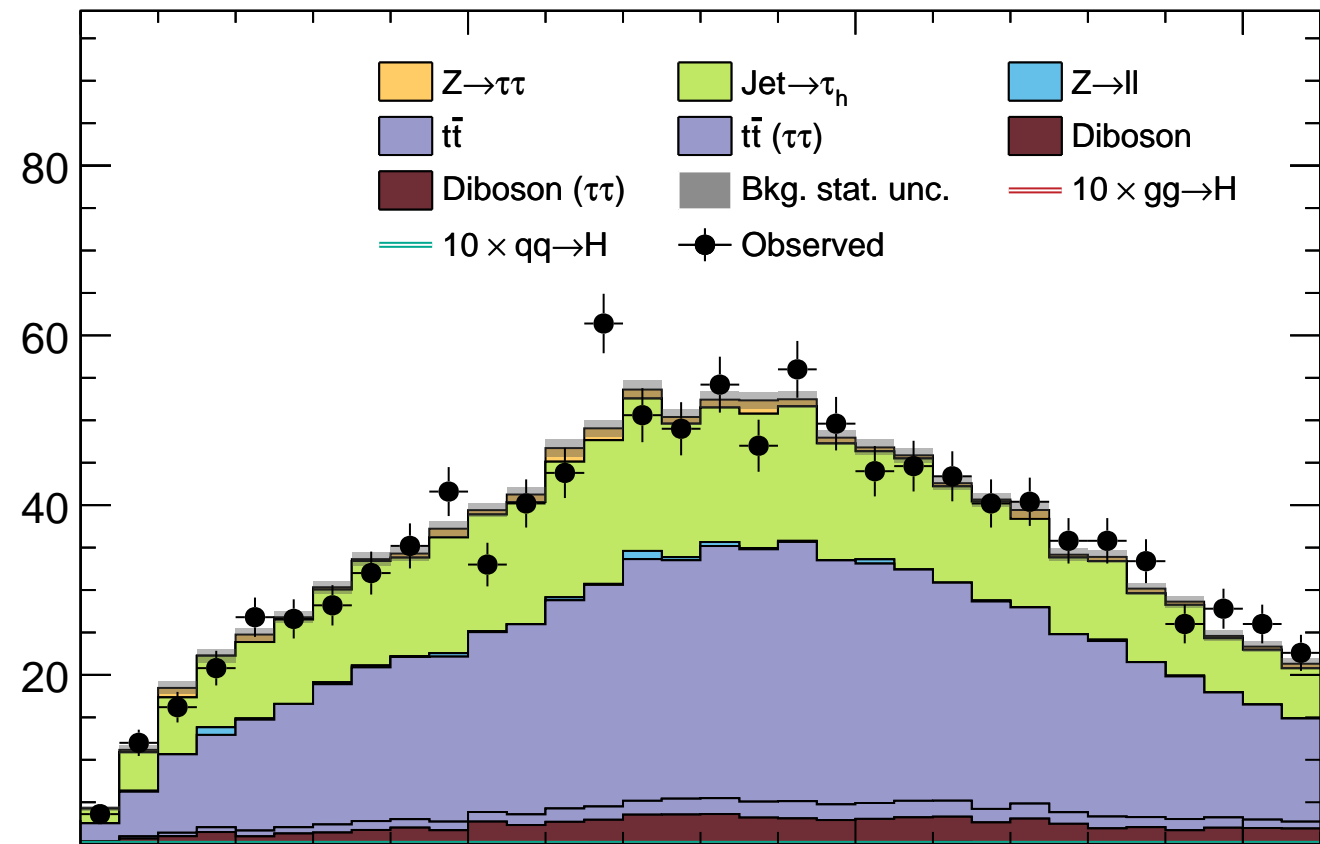 Z→ττ Jet→τₕ Z→ll
tt̄ tt̄ (ττ) Diboson
80
Diboson (ττ) Bkg. stat. unc. 10 × gg→H
10 × qq→H Observed
60
40
20